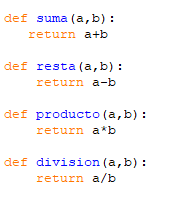 def suma(a,b):
   return a+b

def resta(a,b):
    return a-b

def producto(a,b):
    return a*b

def division(a,b):
    return a/b